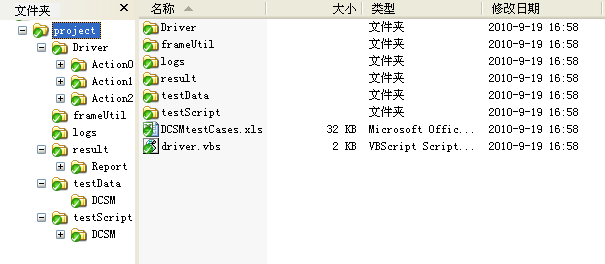 文件夹
project
Driver
Action0
Action1
Action2
frameUtil
logs
result
Report
testData
DCSM
testScript
DCSM
名称 大小 类型 修改日期
Driver 文件夹 2010-9-19 16:58
frameUtil 文件夹 2010-9-19 16:58
logs 文件夹 2010-9-19 16:58
result 文件夹 2010-9-19 16:58
testData 文件夹 2010-9-19 16:58
testScript 文件夹 2010-9-19 16:58
DCSMtestCases.xls 32 KB Microsoft Offic... 2010-9-19 16:58
driver.vbs 2 KB VBScript Script... 2010-9-19 16:58